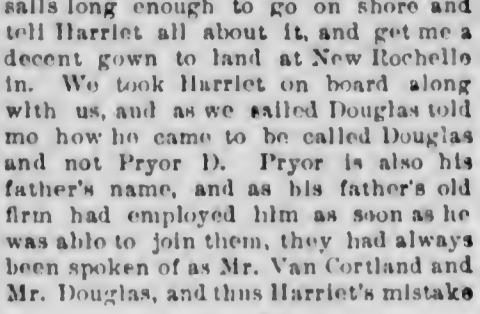 sails long enough to go on shore and
tell Harriet all about it, and get me a
decent gown to land at New Rochelle
in. We took Harriet on board along
with us, and as we sailed Douglas told
me how he came to be called Douglas
and not Pryor D. Pryor is also his
father's name, and as his father's old
firm had employed him as soon as he
was able to join them, they had always
been spoken of as Mr. Van Cortland and
Mr. Douglas, and thus Harriet's mistake